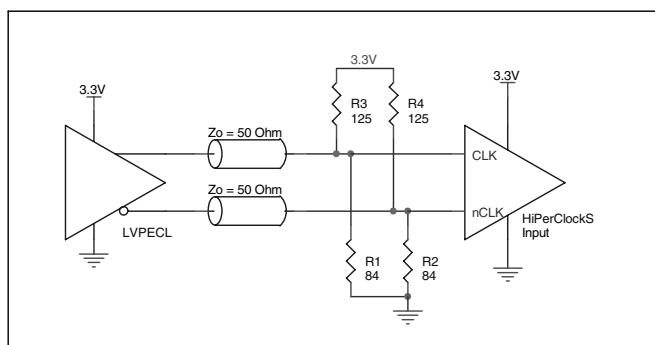 3.3V
3.3V
3.3V
R3
125
R4
125
Zo = 50 Ohm
CLK
Zo = 50 Ohm
nCLK
LVPECL
HiPerClockS
Input
R1
84
R2
84